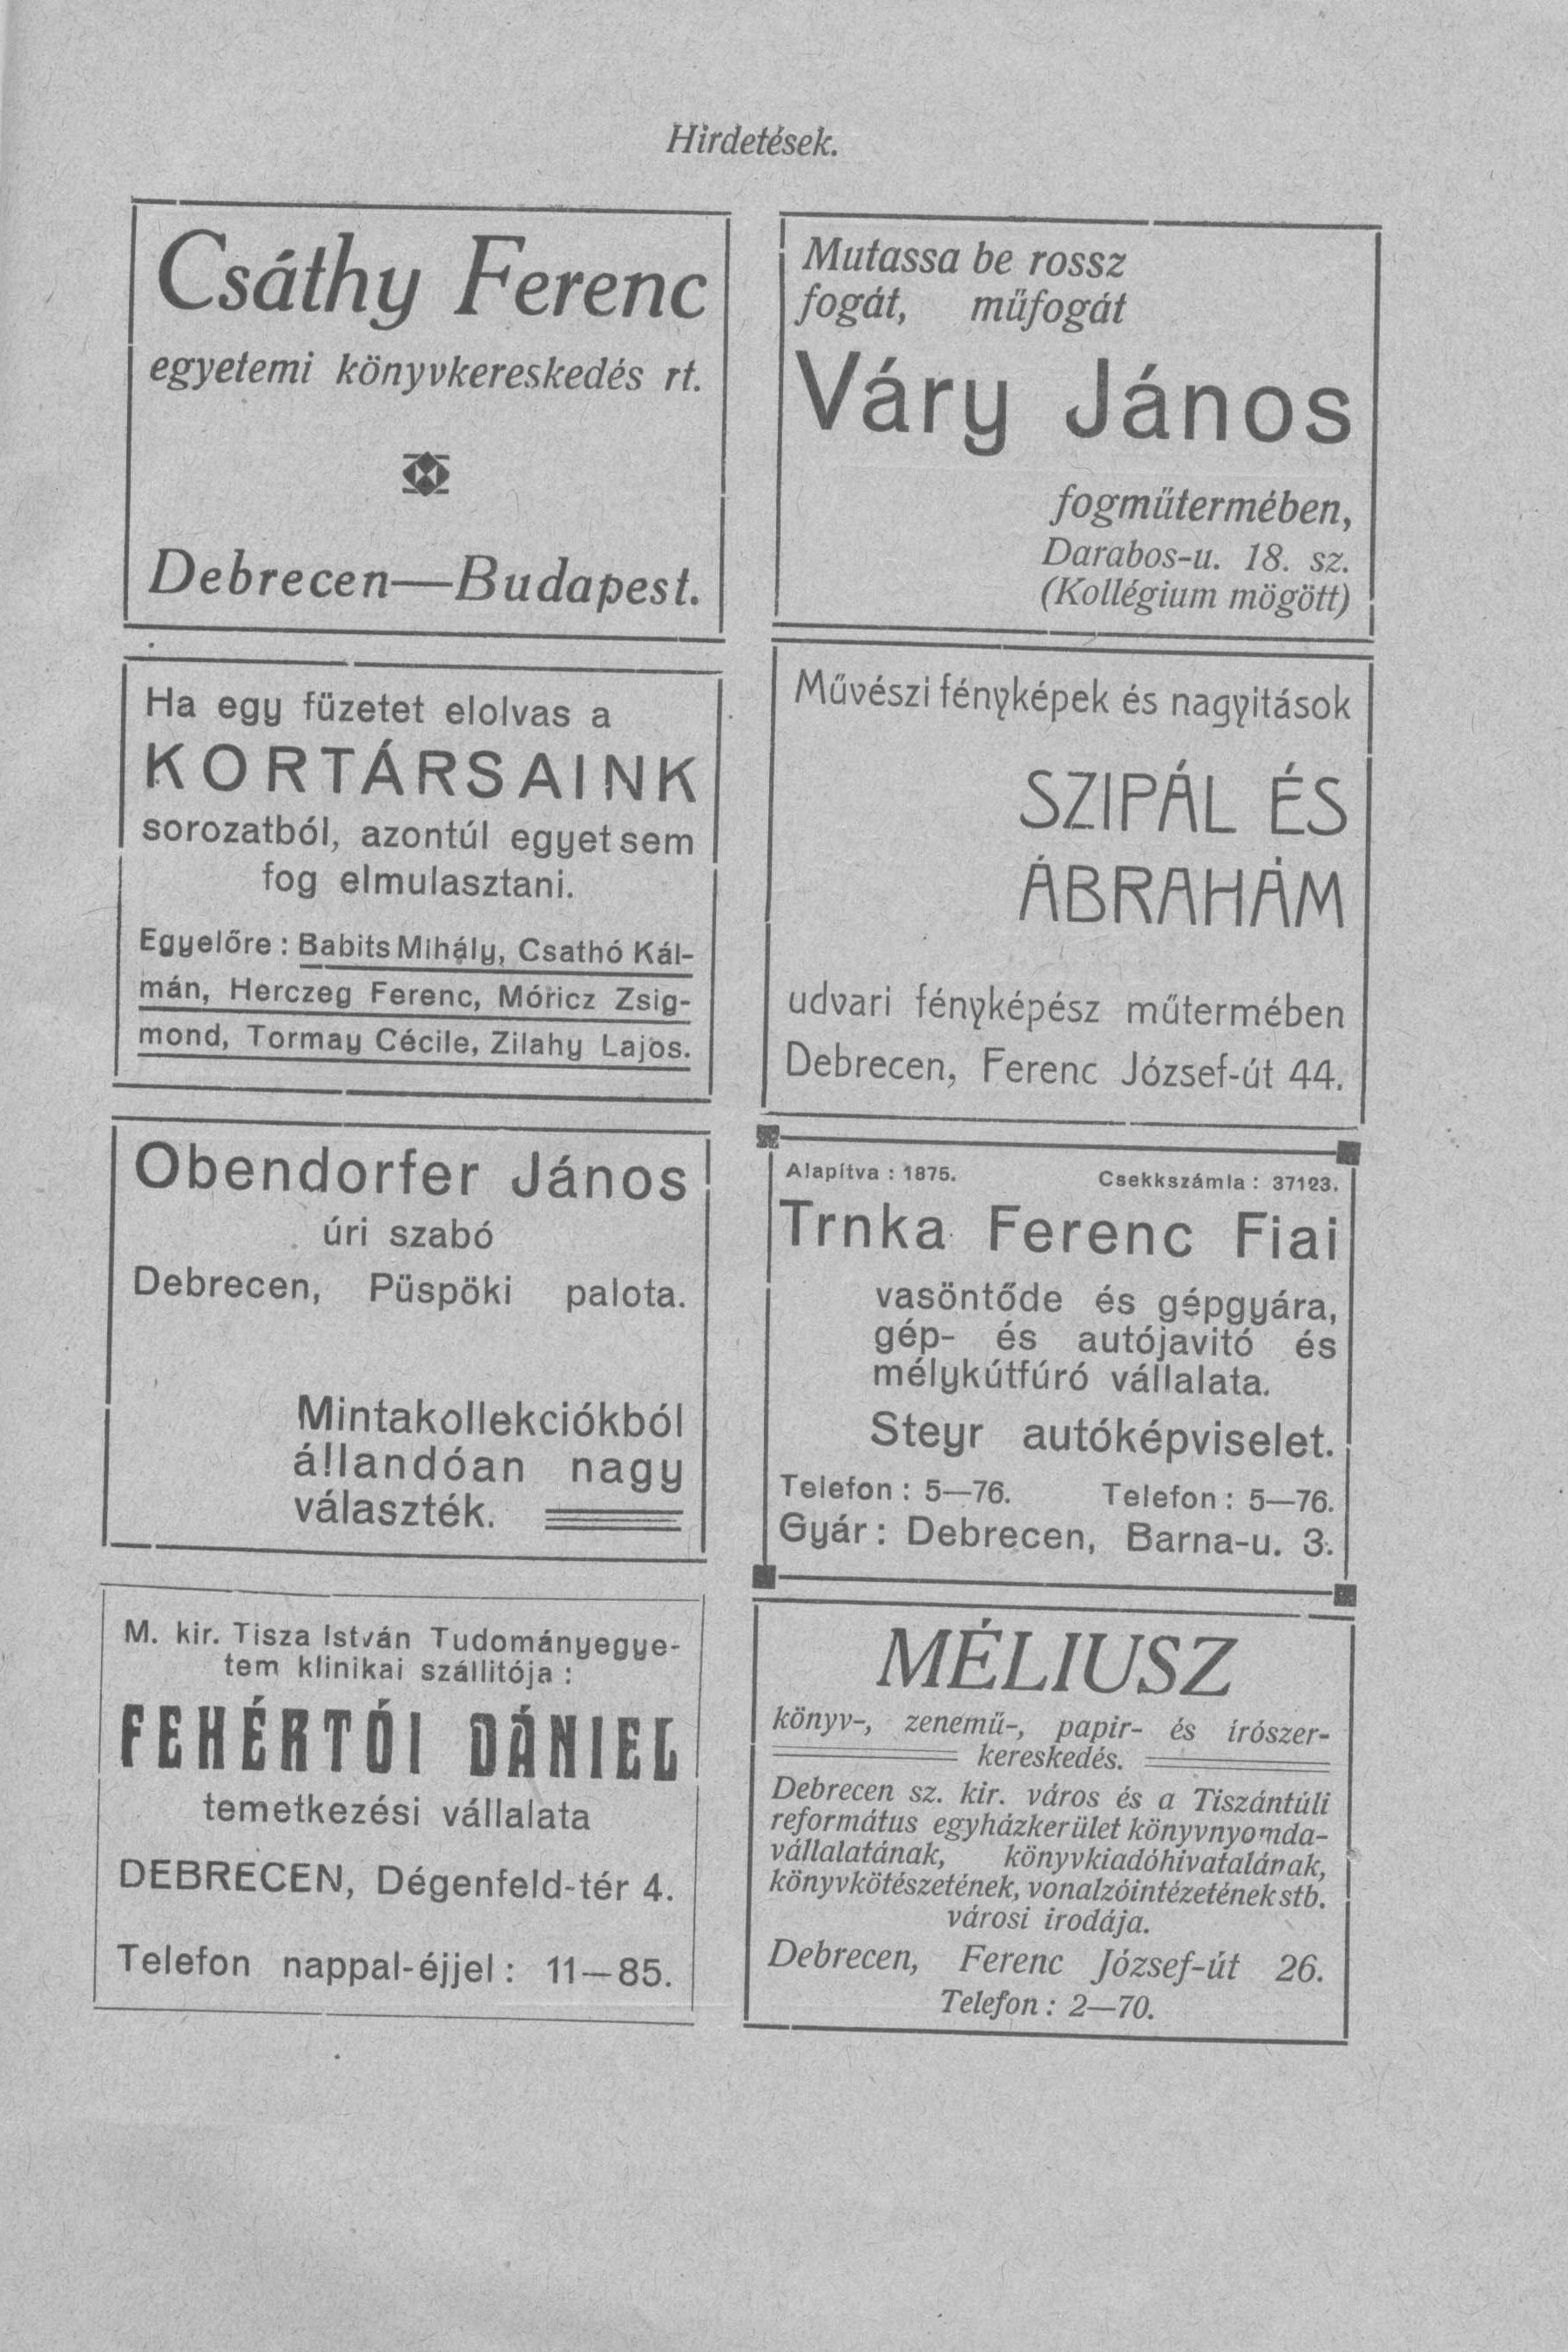 Hirdetések.
Csáthy Ferenc
egyetemi könyvkereskedés rt.
Debrecen—Budapest.
Ha egy füzetet elolvas a
KORTÁRSAINK
sorozatból, azontúl egyet sem
fog elmulasztani.
Egyelőre : Babits Mihály, Csathó Kál-
mán, Herczeg Ferenc, Móricz Zsig-
mond, Tormay Cécile, Zilahy Lajos.
Obendorfer János
úri szabó
Debrecen, Püspöki palota.
Mintakollekciókból
állandóan nagy
választék.
M. kir. Tisza István Tudományegye-
tem klinikai szállitója :
FEHÉRTÓI DÁNIEL
temetkezési vállalata
DEBRECEN, Dégenfeld-tér 4.
Telefon nappal-éjjel : 11—85.
Mutassa be rossz
fogát, műfogát
Váry János
fogműtermében,
Darabos-u. 18. sz.
(Kollégium mögött)
Művészi fényképek és nagyitások
SZIPÁL ÉS
ÁBRAHÁM
udvari fényképész műtermében
Debrecen, Ferenc József-út 44.
Alapítva : 1875. Csekkszámla : 37123.
Trnka Ferenc Fiai
vasöntőde és gépgyára,
gép- és autójavitó és
mélykútfúró vállalata.
Steyr autóképviselet.
Telefon : 5—76. Telefon : 5—76.
Gyár : Debrecen, Barna-u. 3.
MÉLIUSZ
könyv-, zenemű-, papir- és írószer-
kereskedés.
Debrecen sz. kir. város és a Tiszántúli
református egyházkerület könyvnyomda-
vállalatának, könyvkiadóhivatalának,
könyvkötészetének, vonalzóintézetének stb.
városi irodája.
Debrecen, Ferenc József-út 26.
Telefon : 2—70.